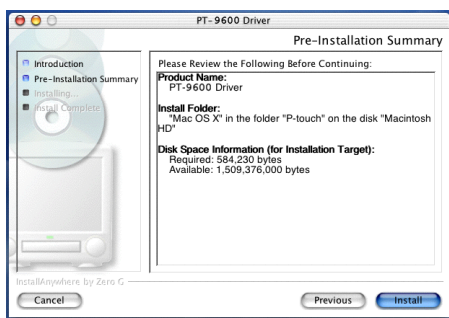 PT-9600 Driver
Pre-Installation Summary
Introduction
Pre-Installation Summary
Installing...
Install Complete
Please Review the Following Before Continuing:
Product Name:
PT-9600 Driver
Install Folder:
"Mac OS X" in the folder "P-touch" on the disk "Macintosh
HD"
Disk Space Information (for Installation Target):
Required: 584,230 bytes
Available: 1,509,376,000 bytes
InstallAnywhere by Zero G
Cancel
Previous
Install